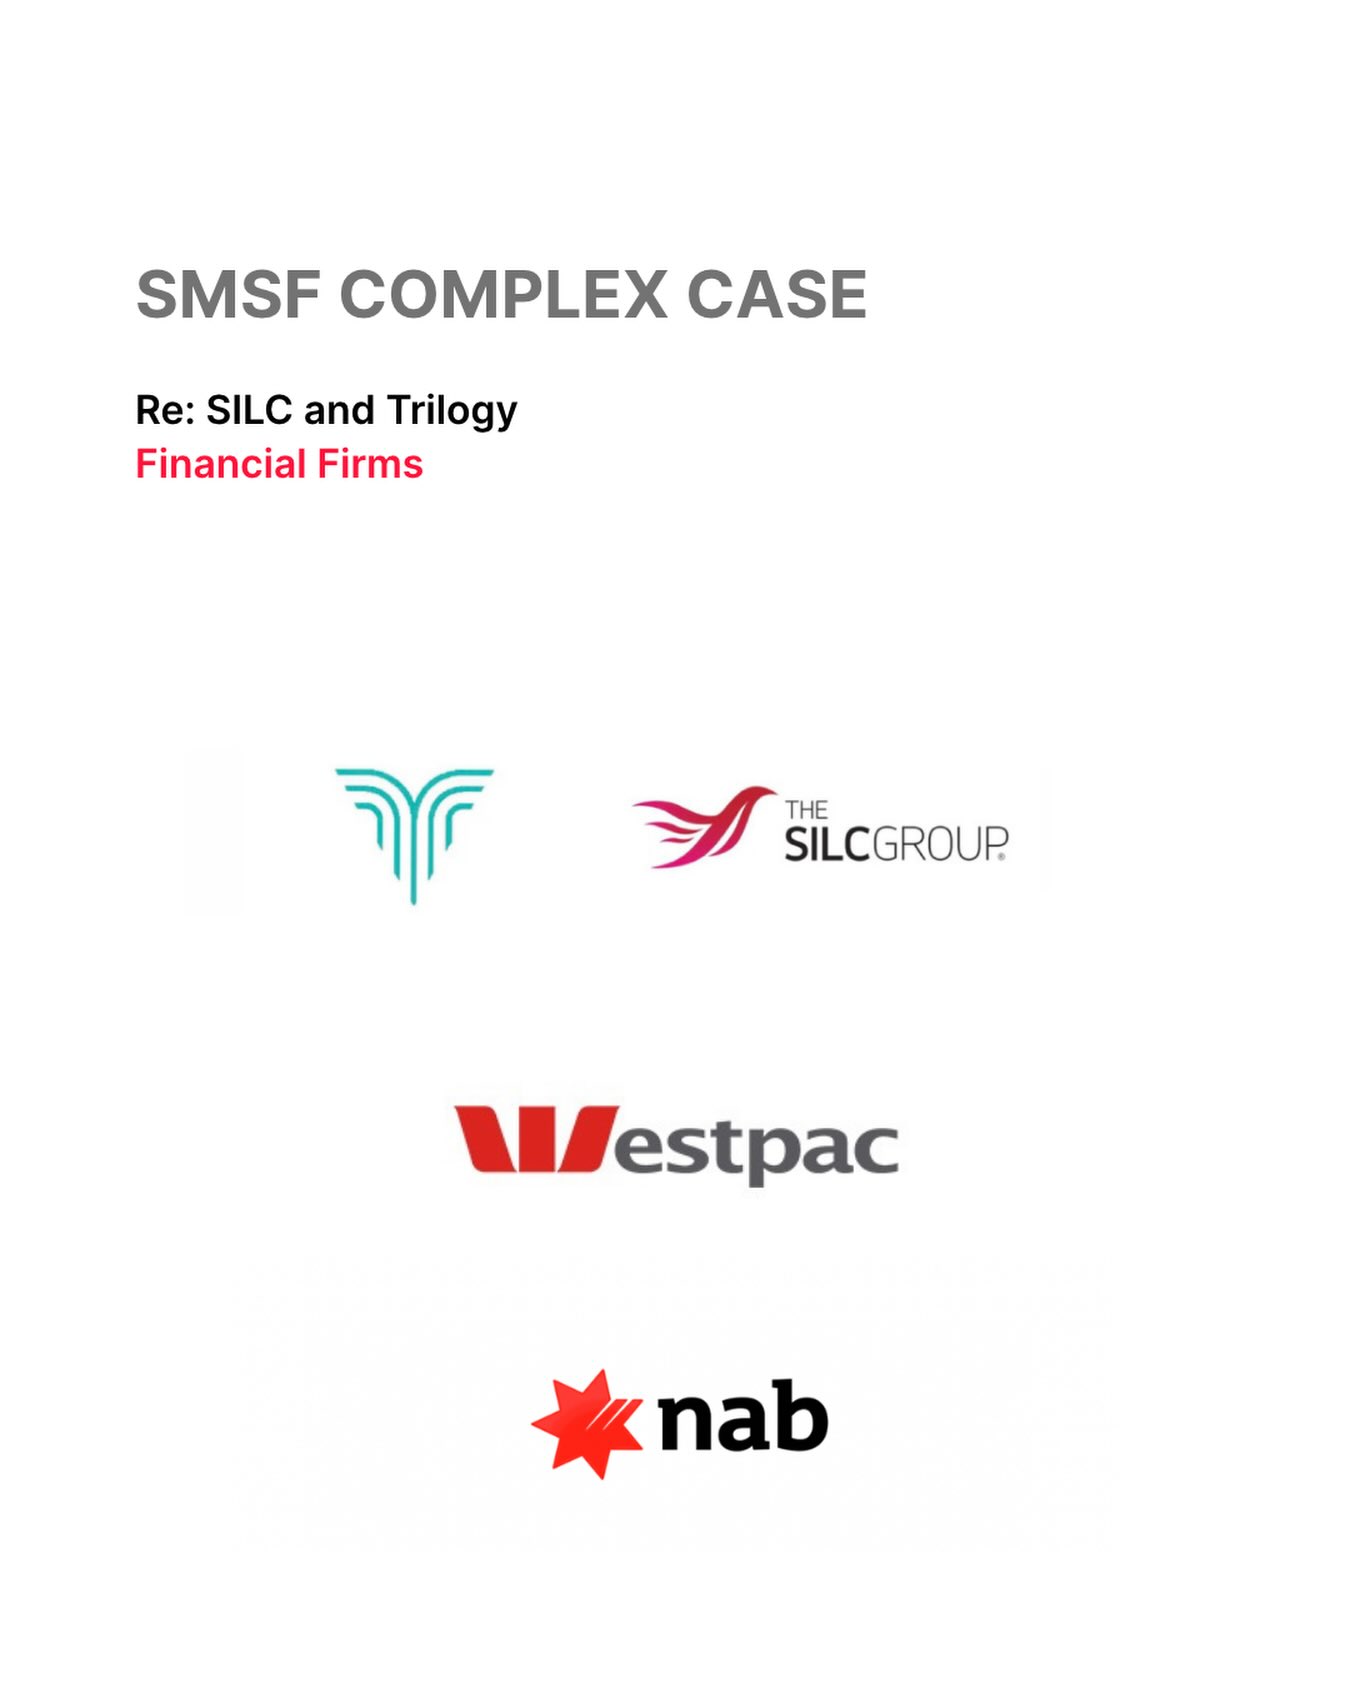 SMSF COMPLEX CASE
Re: SILC and Trilogy
Financial Firms
THE
SILCGROUP®
Westpac
nab